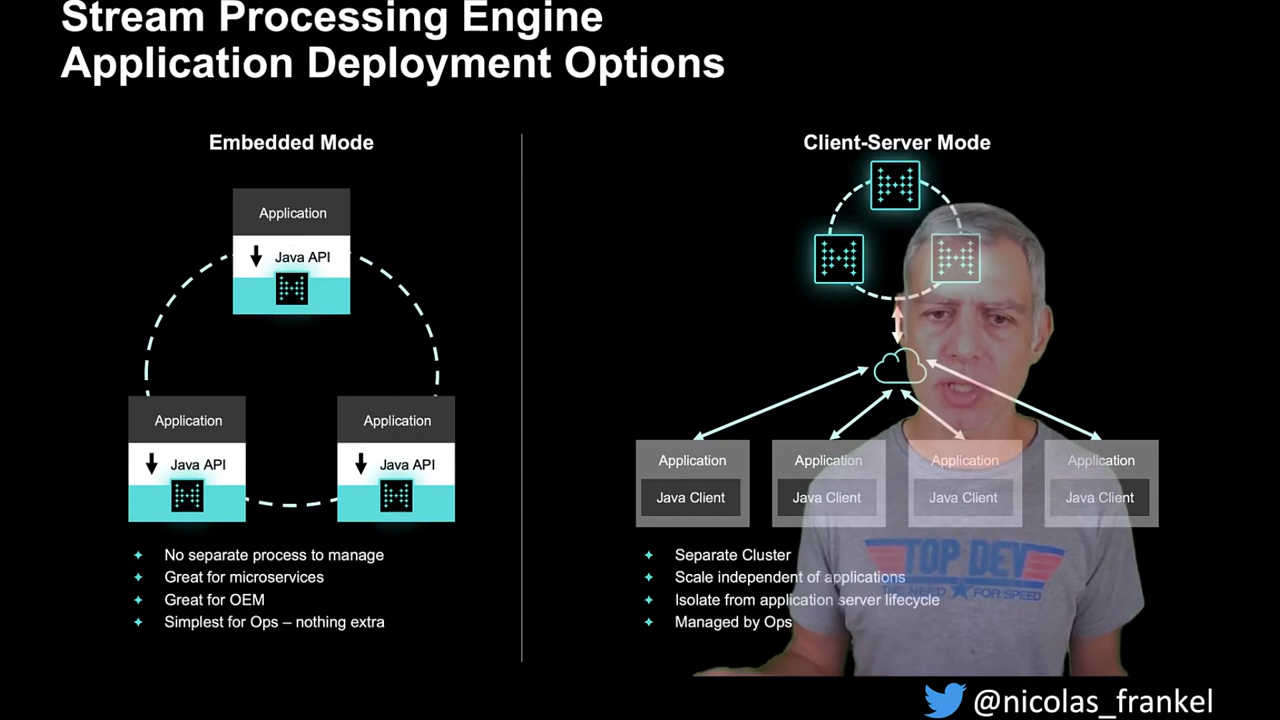 Stream Processing Engine
Application Deployment Options
Embedded Mode
Application
Java API
Application
Java API
Application
Java API
No separate process to manage
Great for microservices
Great for OEM
Simplest for Ops – nothing extra
Client-Server Mode
Application
Java Client
Application
Java Client
Application
Java Client
Application
Java Client
Separate Cluster
Scale independent of applications
Isolate from application server lifecycle
Managed by Ops
TOP DEV
THE NEED FOR SPEED
@nicolas_frankel